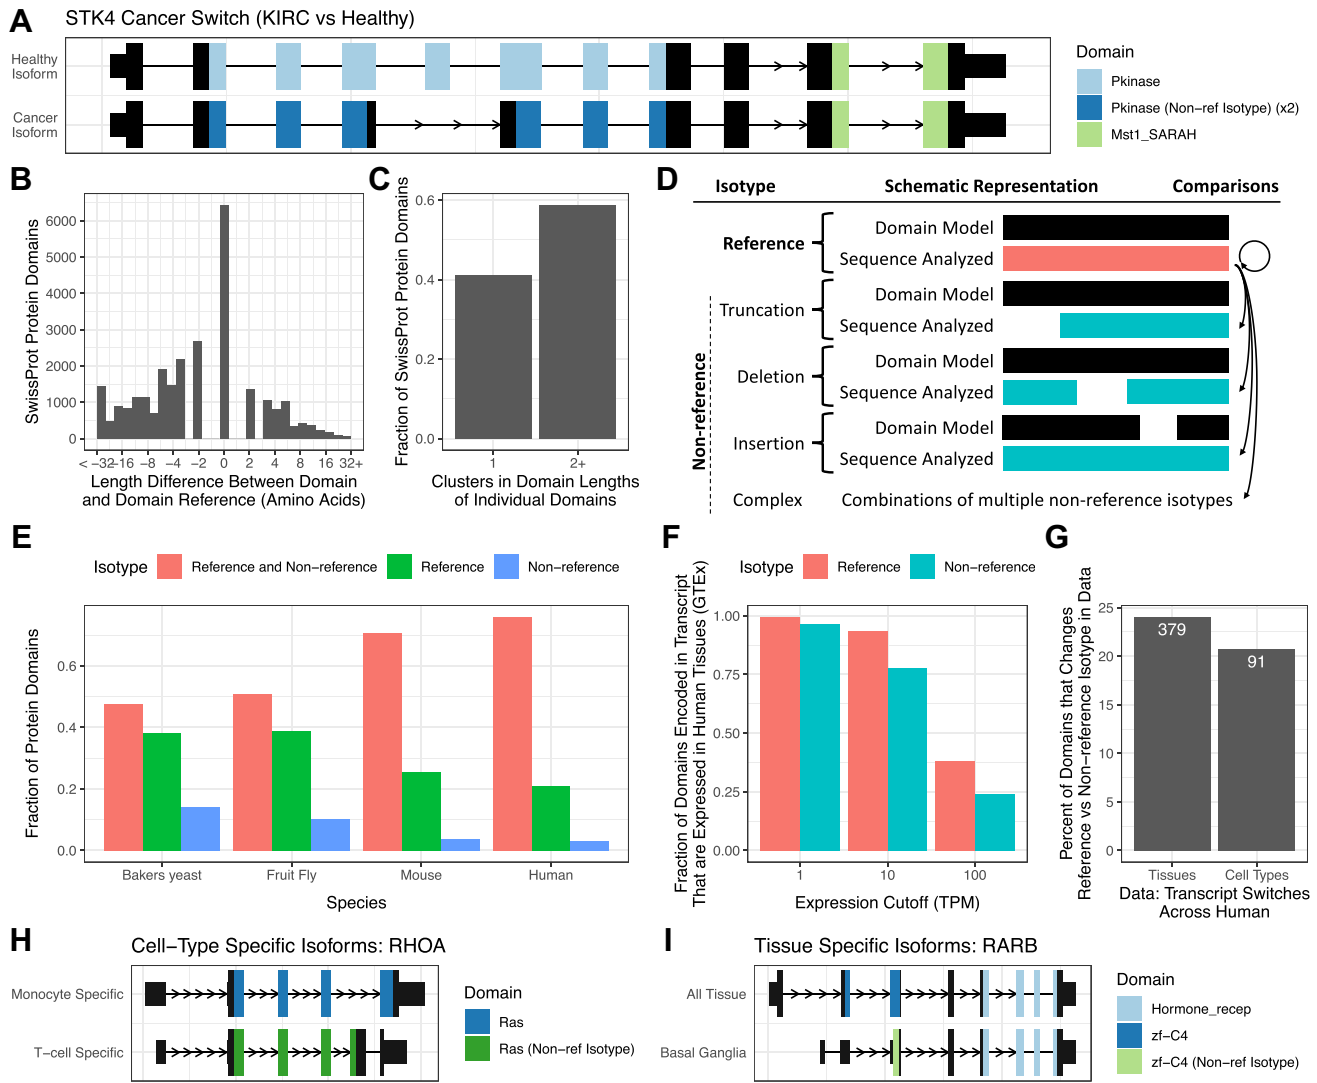 A
STK4 Cancer Switch (KIRC vs Healthy)
Healthy
Isoform
Cancer
Isoform
Domain
Pkinase
Pkinase (Non-ref Isotype) (x2)
Mst1_SARAH
B
SwissProt Protein Domains
6000
5000
4000
3000
2000
1000
0
< −32 −16 −8 −4 −2 0 2 4 8 16 32+
Length Difference Between Domain
and Domain Reference (Amino Acids)
C
Fraction of SwissProt Protein Domains
0.6
0.4
0.2
0.0
1 2+
Clusters in Domain Lengths
of Individual Domains
D
Isotype Schematic Representation Comparisons
Reference
Domain Model
Sequence Analyzed
Non-reference
Truncation
Domain Model
Sequence Analyzed
Deletion
Domain Model
Sequence Analyzed
Insertion
Domain Model
Sequence Analyzed
Complex Combinations of multiple non-reference isotypes
E
Isotype Reference and Non−reference Reference Non−reference
Fraction of Protein Domains
0.6
0.4
0.2
0.0
Bakers yeast Fruit Fly Mouse Human
Species
F
Isotype Reference Non−reference
Fraction of Domains Encoded in Transcript
That are Expressed in Human Tissues (GTEx)
1.00
0.75
0.50
0.25
0.00
1 10 100
Expression Cutoff (TPM)
G
Percent of Domains that Changes
Reference vs Non−reference Isotype in Data
25
20
15
10
5
0
379
91
Tissues Cell Types
Data: Transcript Switches
Across Human
H
Cell−Type Specific Isoforms: RHOA
Monocyte Specific
T−cell Specific
Domain
Ras
Ras (Non−ref Isotype)
I
Tissue Specific Isoforms: RARB
All Tissue
Basal Ganglia
Domain
Hormone_recep
zf−C4
zf−C4 (Non−ref Isotype)